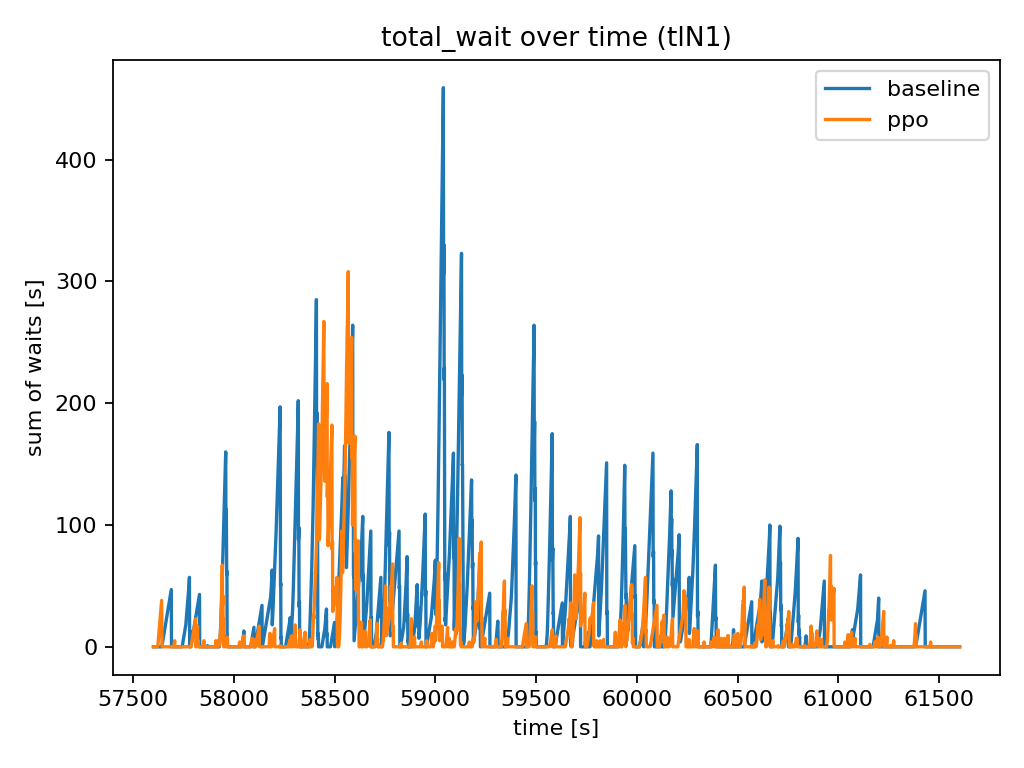 total_wait over time (tlN1)
baseline
ppo
sum of waits [s]
400
300
200
100
0
57500 58000 58500 59000 59500 60000 60500 61000 61500
time [s]